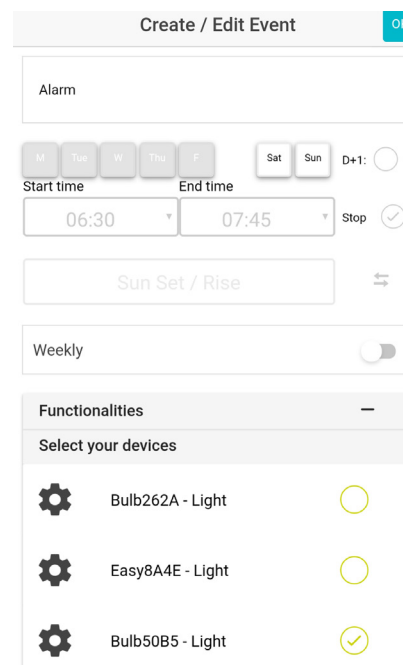 Create / Edit Event
Alarm
M Tue W Thu F Sat Sun D+1:
Start time End time
06:30 07:45 Stop
Sun Set / Rise
Weekly
Functionalities
Select your devices
Bulb262A - Light
Easy8A4E - Light
Bulb50B5 - Light